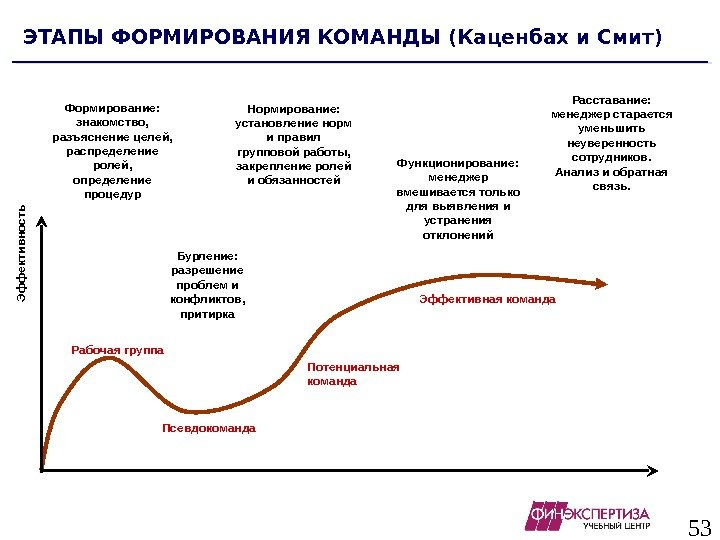 ЭТАПЫ ФОРМИРОВАНИЯ КОМАНДЫ (Каценбах и Смит)
Формирование:
знакомство,
разъяснение целей,
распределение
ролей,
определение
процедур
Нормирование:
установление норм
и правил
групповой работы,
закрепление ролей
и обязанностей
Функционирование:
менеджер
вмешивается только
для выявления и
устранения
отклонений
Расставание:
менеджер старается
уменьшить
неуверенность
сотрудников.
Анализ и обратная
связь.
Эффективность
Бурление:
разрешение
проблем и
конфликтов,
притирка
Эффективная команда
Рабочая группа
Потенциальная
команда
Псевдокоманда
ФИНЭКСПЕРТИЗА
УЧЕБНЫЙ ЦЕНТР
53